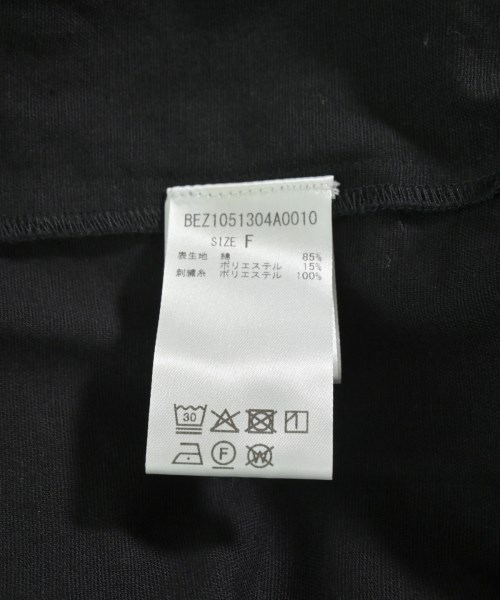 BEZ1051304A0010
SIZE F
表生地 綿 85%
ポリエステル 15%
刺繍糸 ポリエステル 100%
30
F W